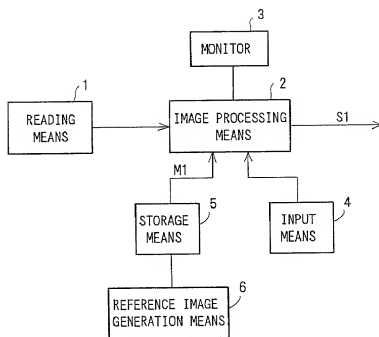 3
MONITOR
1
READING
MEANS
2
IMAGE PROCESSING
MEANS
S1
M1
5
STORAGE
MEANS
4
INPUT
MEANS
6
REFERENCE IMAGE
GENERATION MEANS